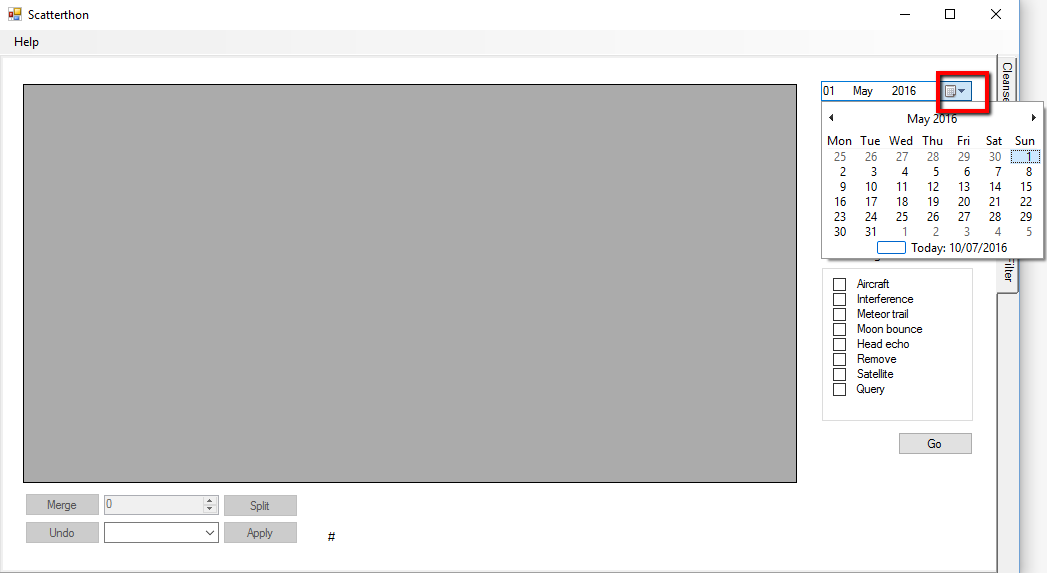 Scatterthon
Help
Cleanse
01 May 2016
May 2016
Mon Tue Wed Thu Fri Sat Sun
25 26 27 28 29 30 1
2 3 4 5 6 7 8
9 10 11 12 13 14 15
16 17 18 19 20 21 22
23 24 25 26 27 28 29
30 31 1 2 3 4 5
Today: 10/07/2016
Filter
Aircraft
Interference
Meteor trail
Moon bounce
Head echo
Remove
Satellite
Query
Go
Merge 0 Split
Undo Apply #